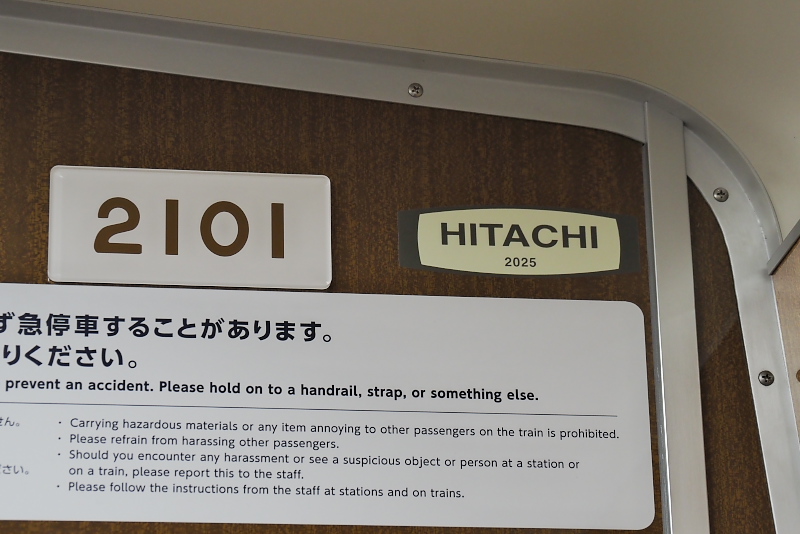 2101
HITACHI
2025
ず急停車することがあります。
りください。
prevent an accident. Please hold on to a handrail, strap, or something else.
せん。
・Carrying hazardous materials or any item annoying to other passengers on the train is prohibited.
・Please refrain from harassing other passengers.
・Should you encounter any harassment or see a suspicious object or person at a station or
on a train, please report this to the staff.
ださい。
・Please follow the instructions from the staff at stations and on trains.